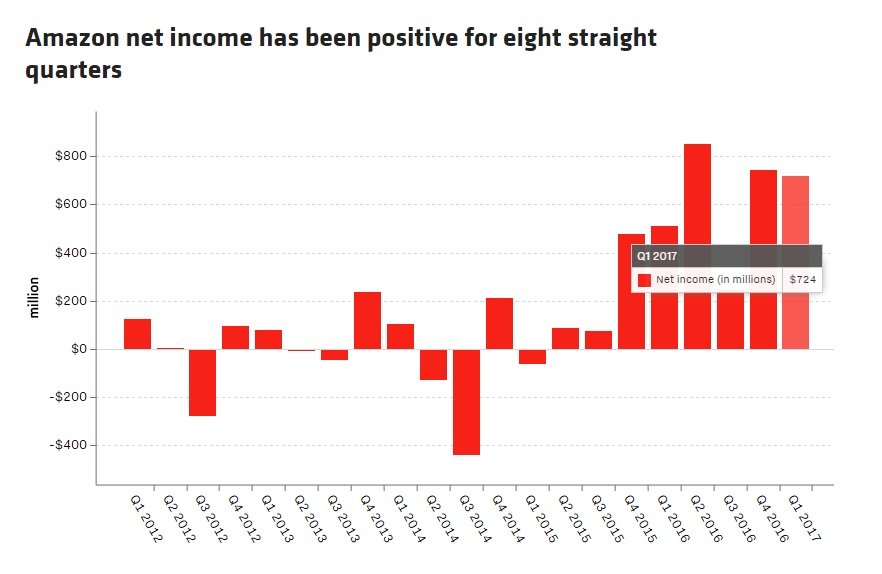 Amazon net income has been positive for eight straight
quarters
$800
$600
$400
$200
$0
-$200
-$400
million
Q1 2017
Net income (in millions) $724
Q1 2012
Q2 2012
Q3 2012
Q4 2012
Q1 2013
Q2 2013
Q3 2013
Q4 2013
Q1 2014
Q2 2014
Q3 2014
Q4 2014
Q1 2015
Q2 2015
Q3 2015
Q4 2015
Q1 2016
Q2 2016
Q3 2016
Q4 2016
Q1 2017